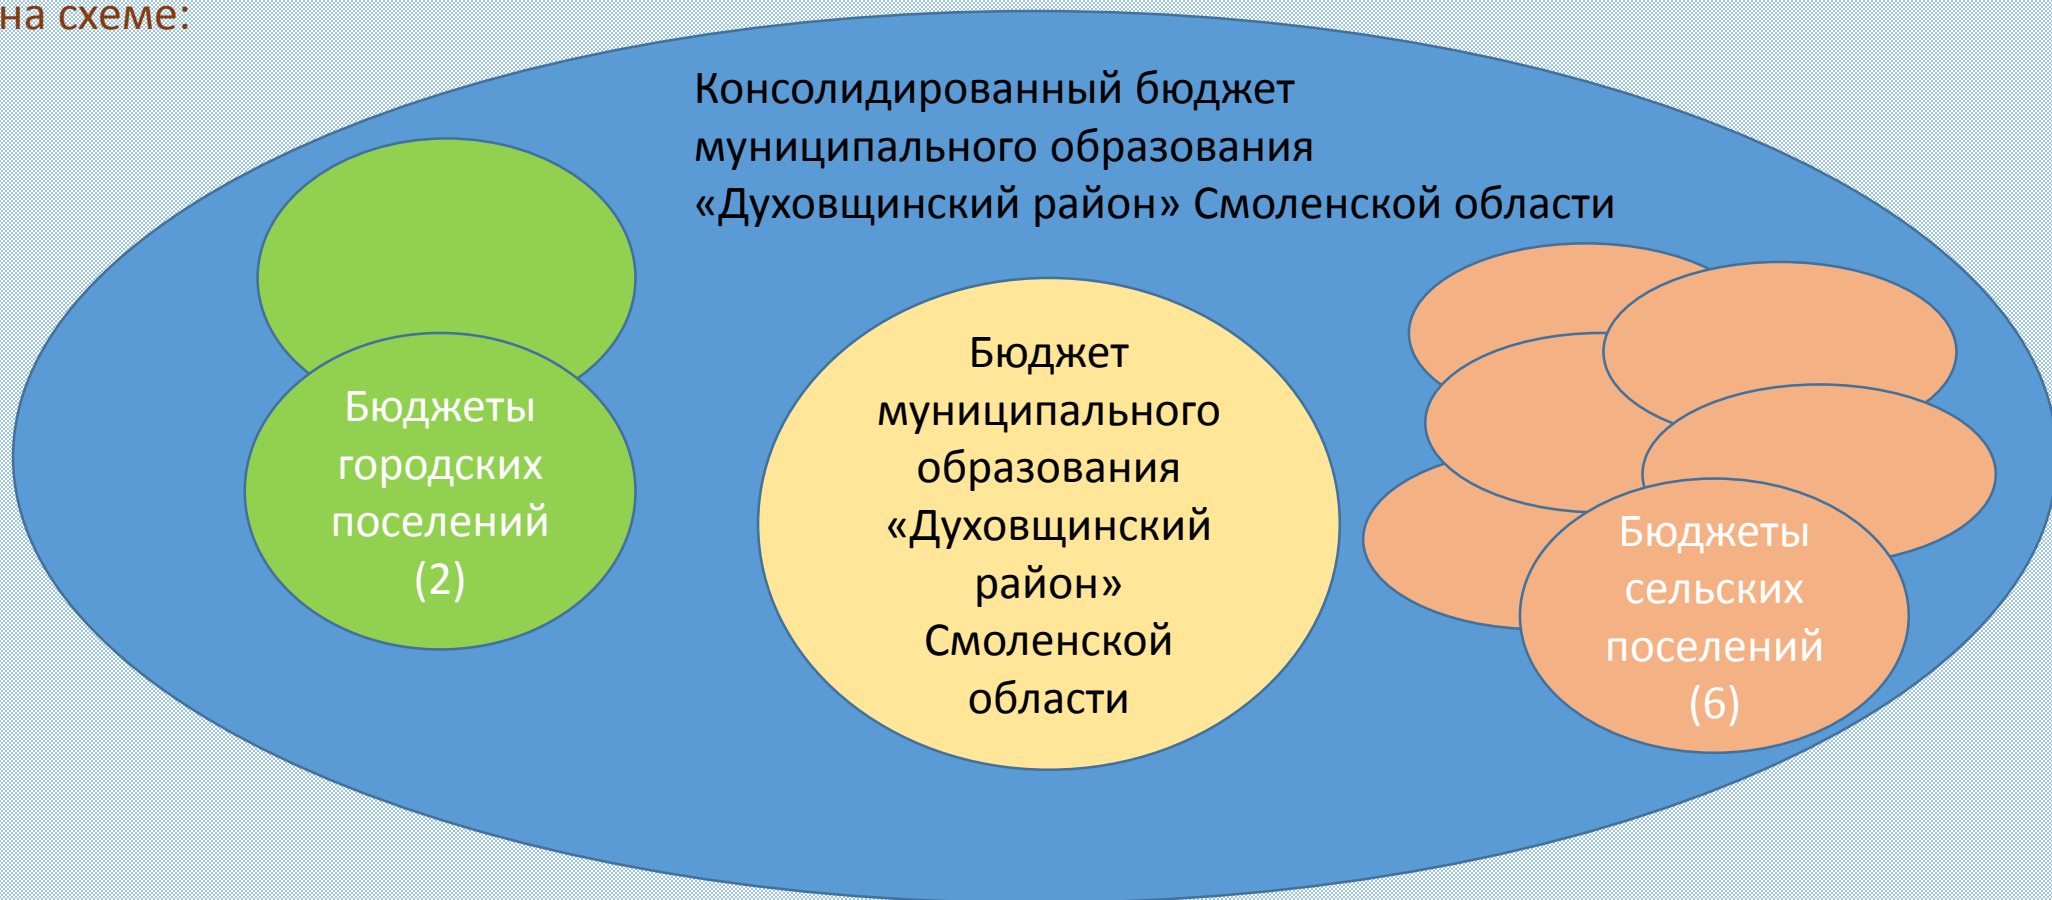 на схеме:
Консолидированный бюджет
муниципального образования
«Духовщинский район» Смоленской области
Бюджеты
городских
поселений
(2)
Бюджет
муниципального
образования
«Духовщинский
район»
Смоленской
области
Бюджеты
сельских
поселений
(6)